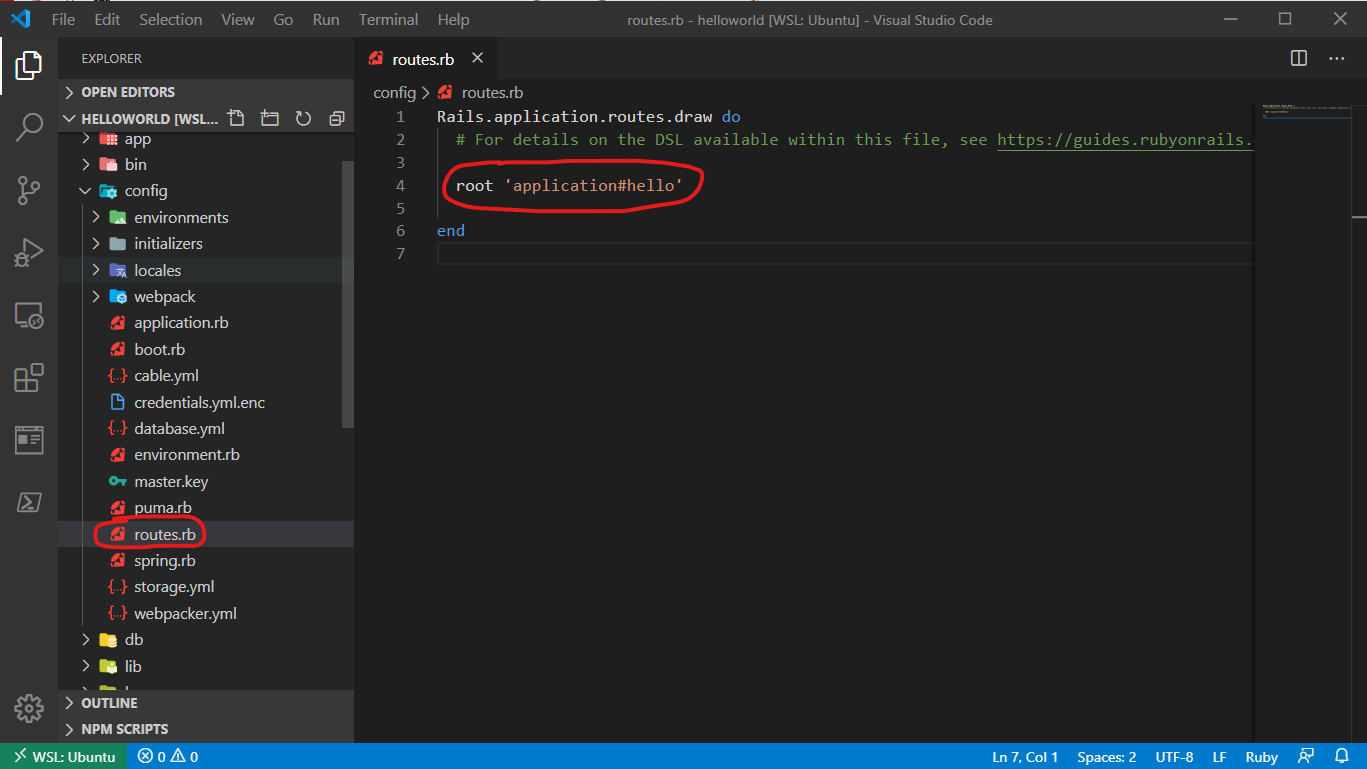 File Edit Selection View Go Run Terminal Help routes.rb - helloworld [WSL: Ubuntu] - Visual Studio Code
EXPLORER
OPEN EDITORS
HELLOWORLD [WSL...
app
bin
config
environments
initializers
locales
webpack
application.rb
boot.rb
cable.yml
credentials.yml.enc
database.yml
environment.rb
master.key
puma.rb
routes.rb
spring.rb
storage.yml
webpacker.yml
db
lib
OUTLINE
NPM SCRIPTS
routes.rb
config > routes.rb
1 Rails.application.routes.draw do
2 # For details on the DSL available within this file, see https://guides.rubyonrails.
3
4 root 'application#hello'
5
6 end
7
WSL: Ubuntu 0 0 Ln 7, Col 1 Spaces: 2 UTF-8 LF Ruby